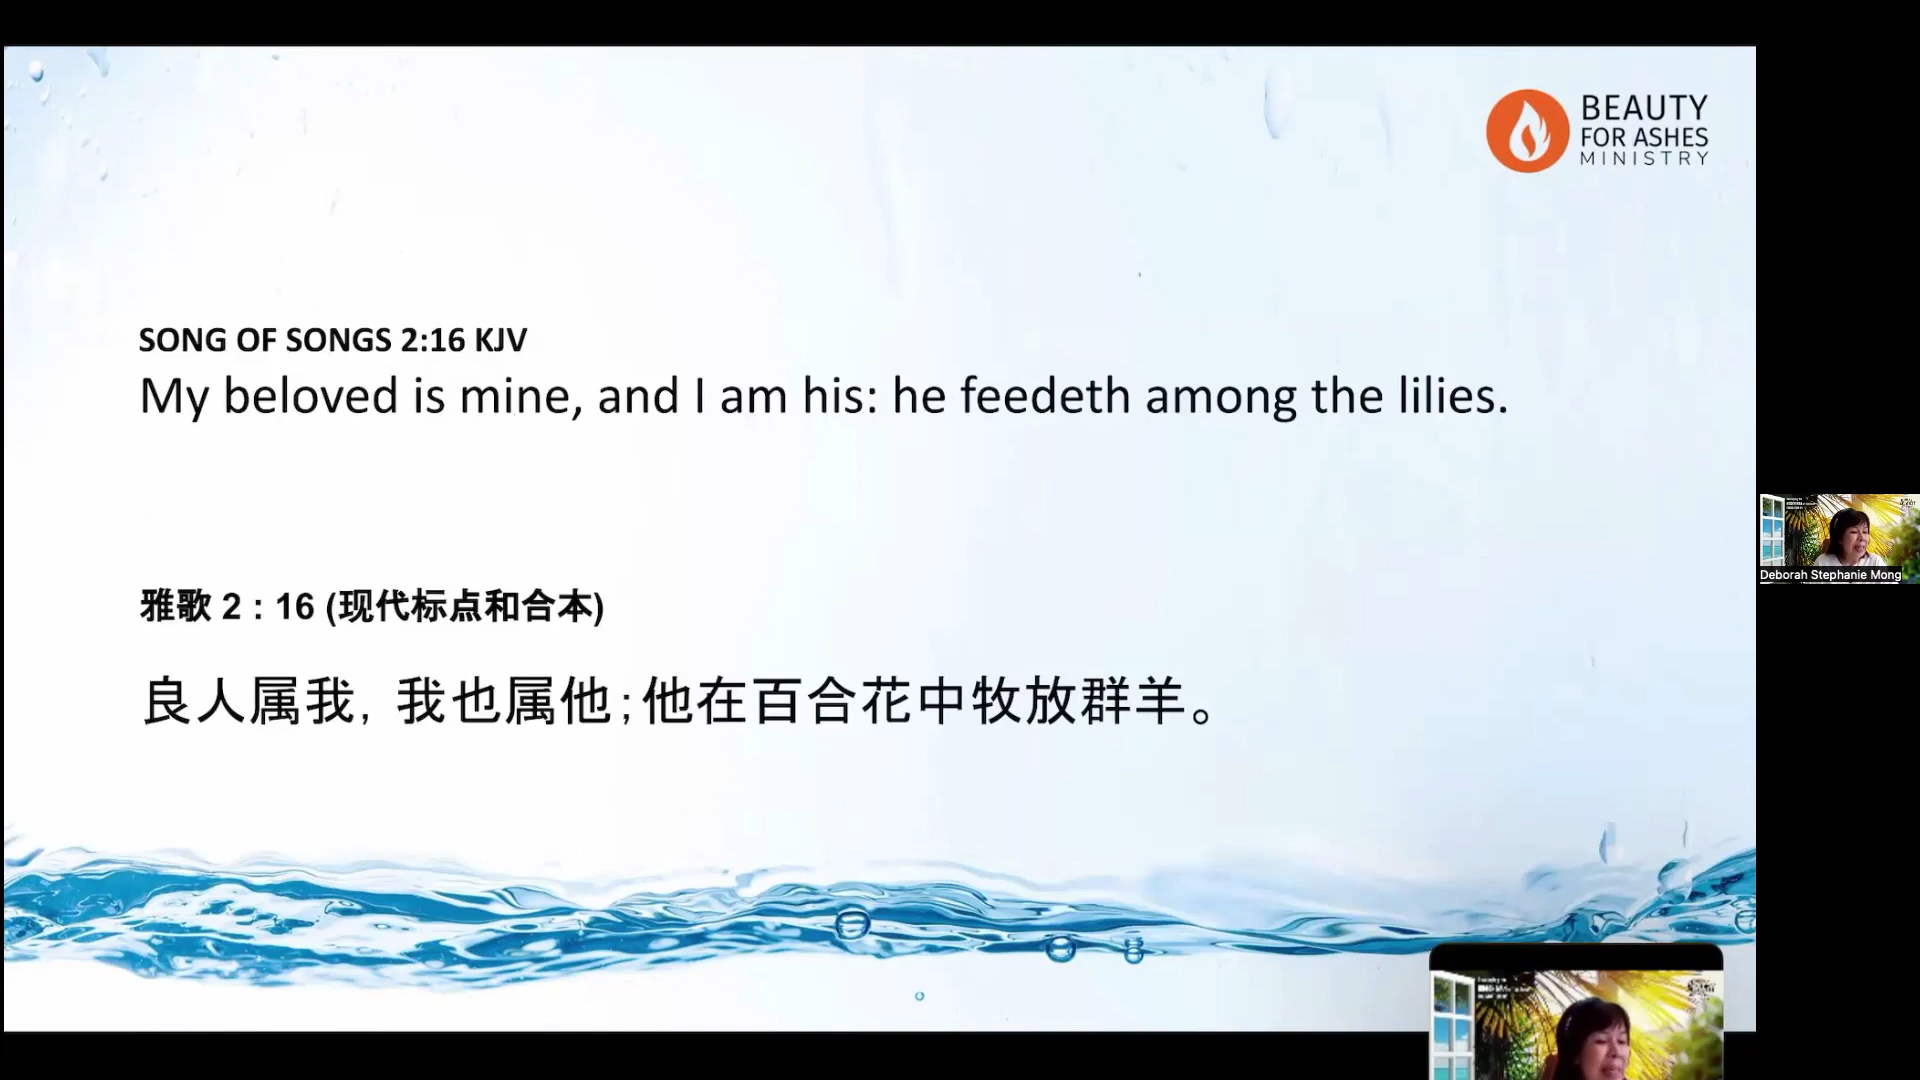 BEAUTY
FOR ASHES
MINISTRY
SONG OF SONGS 2:16 KJV
My beloved is mine, and I am his: he feedeth among the lilies.
雅歌 2 : 16 (现代标点和合本)
良人属我, 我也属他;他在百合花中牧放群羊。
Deborah Stephanie Mong